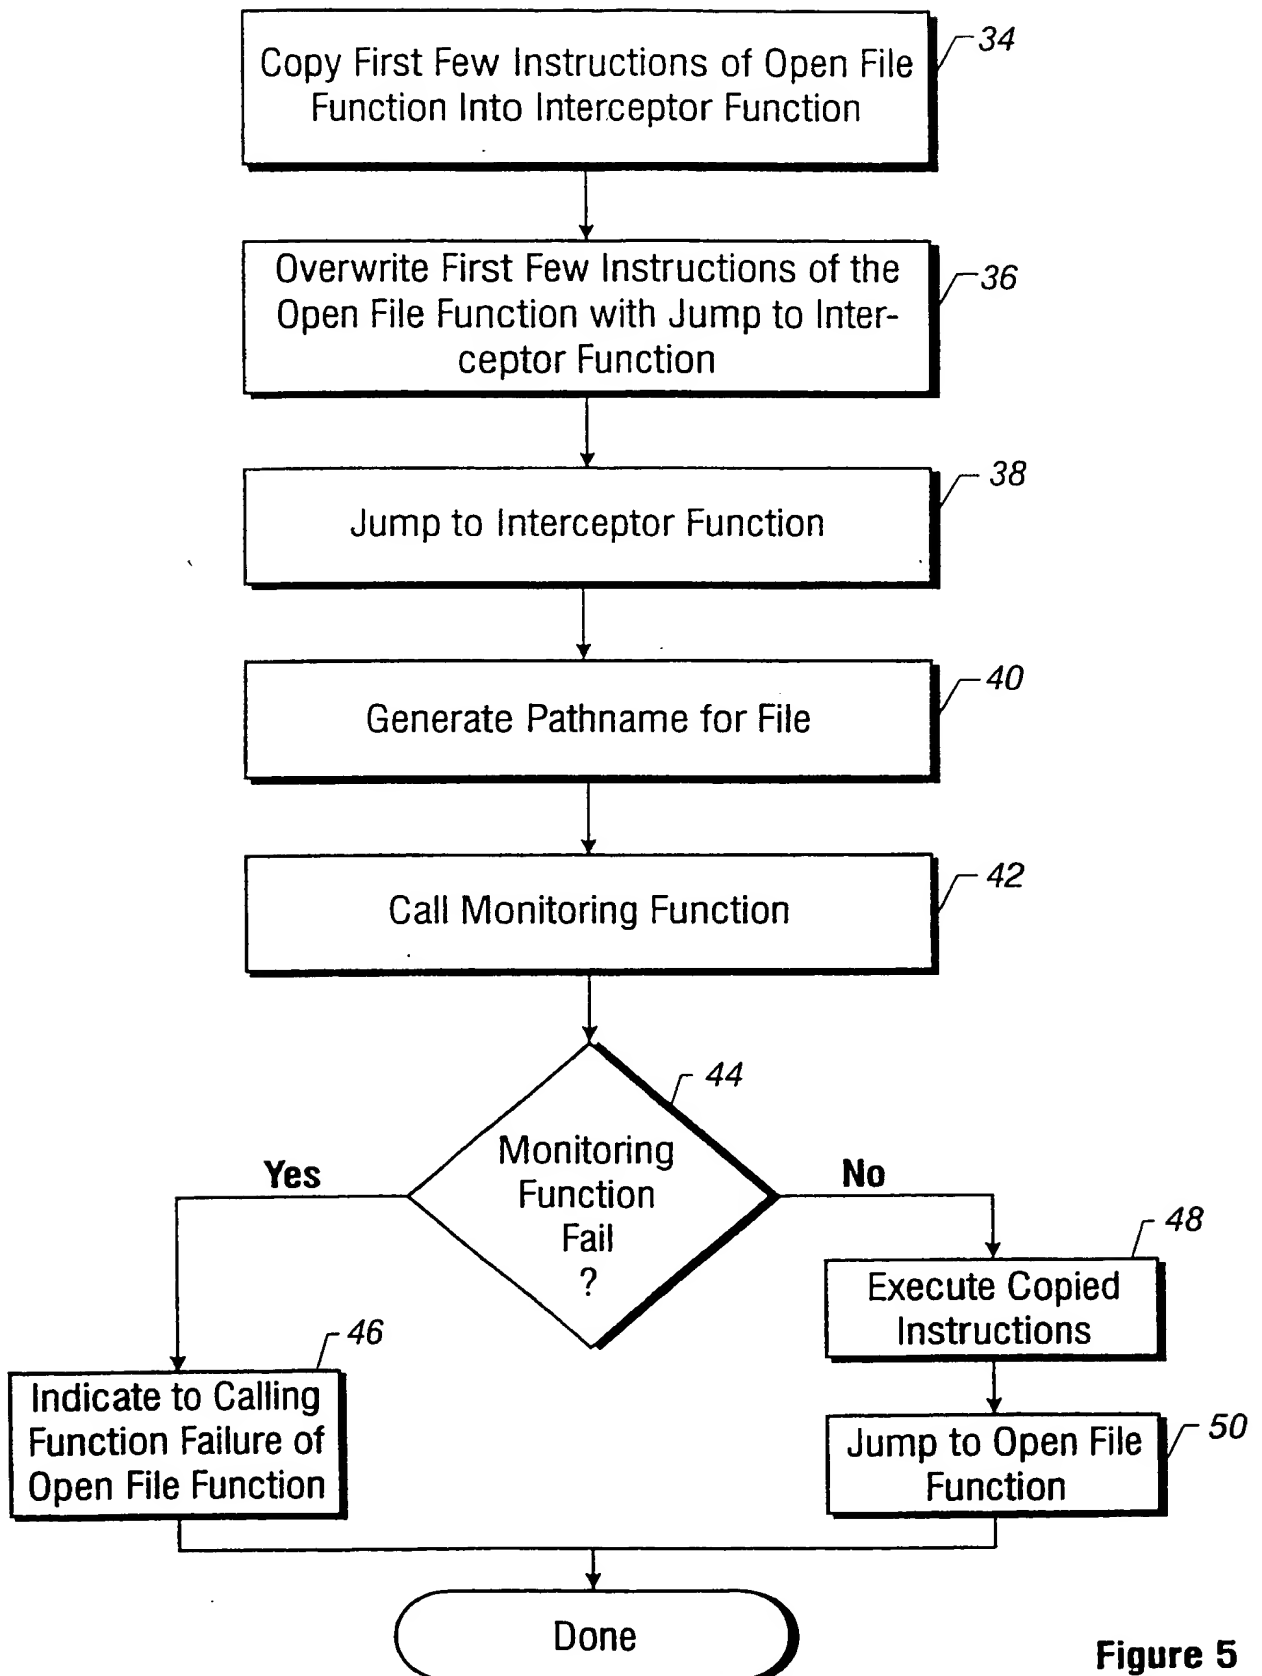 Copy First Few Instructions of Open File
Function Into Interceptor Function
34
Overwrite First Few Instructions of the
Open File Function with Jump to Inter-
ceptor Function
36
Jump to Interceptor Function
38
Generate Pathname for File
40
Call Monitoring Function
42
44
Monitoring
Function
Fail
?
Yes
No
48
Execute Copied
Instructions
46
Indicate to Calling
Function Failure of
Open File Function
50
Jump to Open File
Function
Done
Figure 5